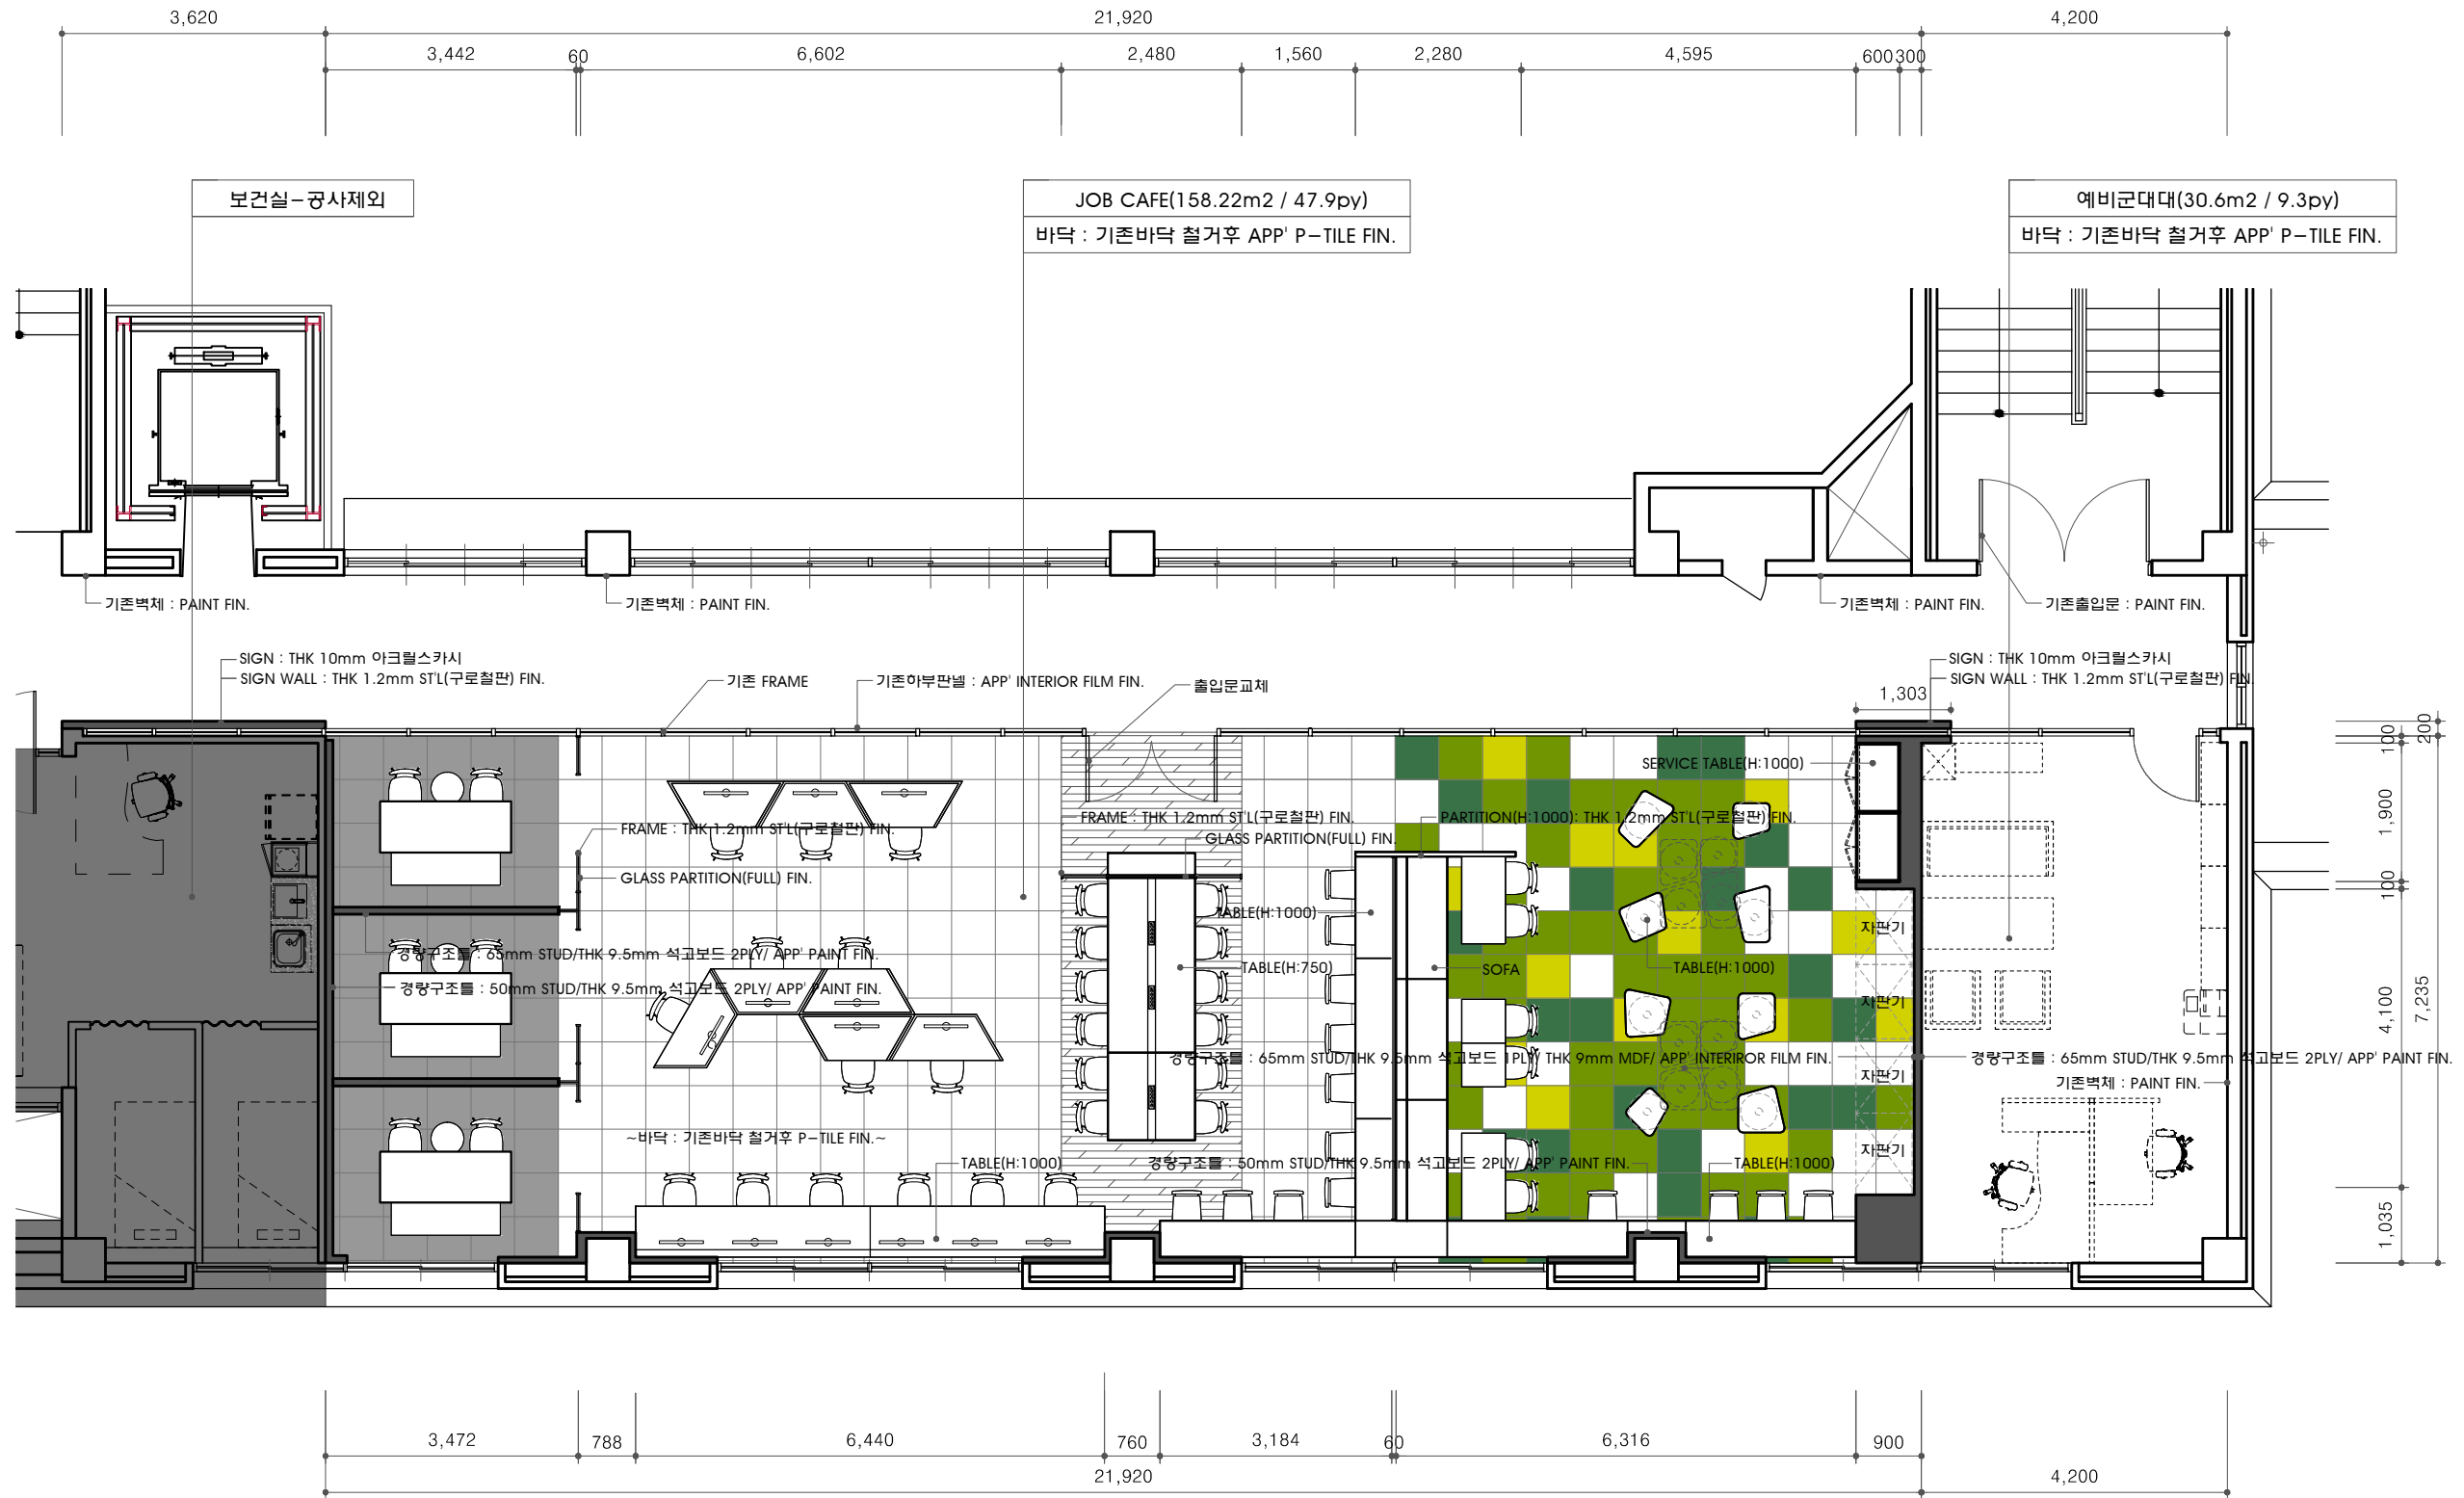 3,620
21,920
4,200
3,442
60
6,602
2,480
1,560
2,280
4,595
600
300
보건실-공사제외
JOB CAFE(158.22m2 / 47.9py)
바닥 : 기존바닥 철거후 APP' P-TILE FIN.
예비군대대(30.6m2 / 9.3py)
바닥 : 기존바닥 철거후 APP' P-TILE FIN.
기존벽체 : PAINT FIN.
기존벽체 : PAINT FIN.
기존벽체 : PAINT FIN.
기존출입문 : PAINT FIN.
SIGN : THK 10mm 아크릴스카시
SIGN WALL : THK 1.2mm ST'L(구로철판) FIN.
기존 FRAME
기존하부판넬 : APP' INTERIOR FILM FIN.
출입문교체
SIGN : THK 10mm 아크릴스카시
SIGN WALL : THK 1.2mm ST'L(구로철판) FIN.
1,303
100
200
SERVICE TABLE(H:1000)
FRAME : THK 1.2mm ST'L(구로철판) FIN.
FRAME : THK 1.2mm ST'L(구로철판) FIN.
PARTITION(H:1000): THK 1.2mm ST'L(구로철판) FIN.
1,900
GLASS PARTITION(FULL) FIN.
GLASS PARTITION(FULL) FIN.
100
TABLE(H:1000)
자판기
경량구조틀 : 65mm STUD/THK 9.5mm 석고보드 2PLY/ APP' PAINT FIN.
TABLE(H:750)
SOFA
TABLE(H:1000)
경량구조틀 : 50mm STUD/THK 9.5mm 석고보드 2PLY/ APP' PAINT FIN.
자판기
4,100
7,235
경량구조틀 : 65mm STUD/THK 9.5mm 석고보드 1PLY/ THK 9mm MDF/ APP' INTERIROR FILM FIN.
경량구조틀 : 65mm STUD/THK 9.5mm 석고보드 2PLY/ APP' PAINT FIN.
자판기
기존벽체 : PAINT FIN.
~바닥 : 기존바닥 철거후 P-TILE FIN.~
자판기
TABLE(H:1000)
경량구조틀 : 50mm STUD/THK 9.5mm 석고보드 2PLY/ APP' PAINT FIN.
TABLE(H:1000)
1,035
3,472
788
6,440
760
3,184
60
6,316
900
21,920
4,200